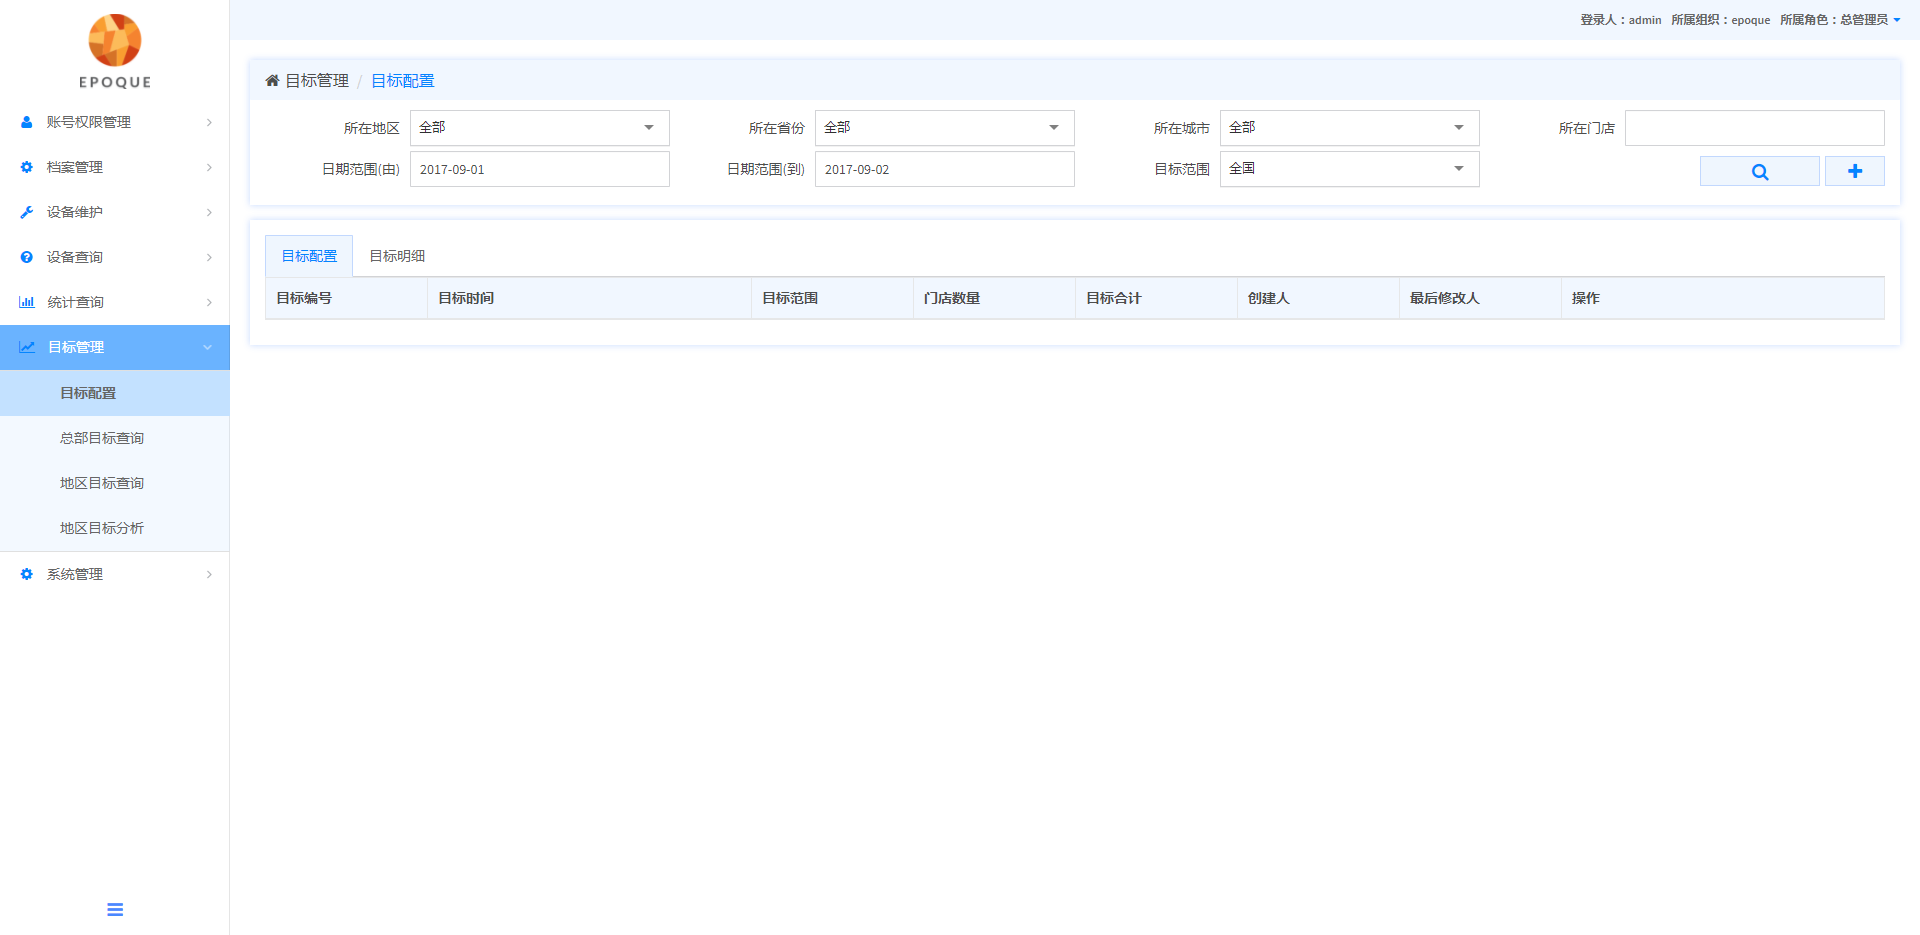 EPOQUE
登录人：admin 所属组织：epoque 所属角色：总管理员
账号权限管理
档案管理
设备维护
设备查询
统计查询
目标管理
目标配置
总部目标查询
地区目标查询
地区目标分析
系统管理
目标管理 / 目标配置
所在地区 全部 所在省份 全部 所在城市 全部 所在门店
日期范围(由) 2017-09-01 日期范围(到) 2017-09-02 目标范围 全国
目标配置 目标明细
目标编号 目标时间 目标范围 门店数量 目标合计 创建人 最后修改人 操作